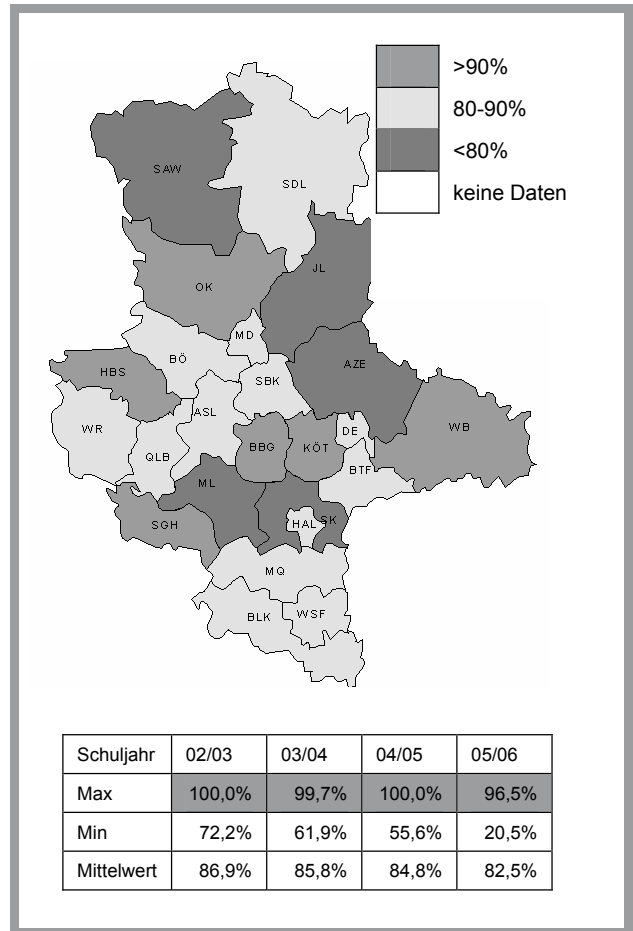 >90%
80-90%
<80%
keine Daten
SAW
SDL
JL
OK
MD
BÖ
AZE
HBS
SBK
ASL
WR
DE
WB
BBG
KÖT
QLB
BTF
ML
SGH
HAL
SK
MQ
BLK
WSF
Schuljahr 02/03 03/04 04/05 05/06
Max 100,0% 99,7% 100,0% 96,5%
Min 72,2% 61,9% 55,6% 20,5%
Mittelwert 86,9% 85,8% 84,8% 82,5%